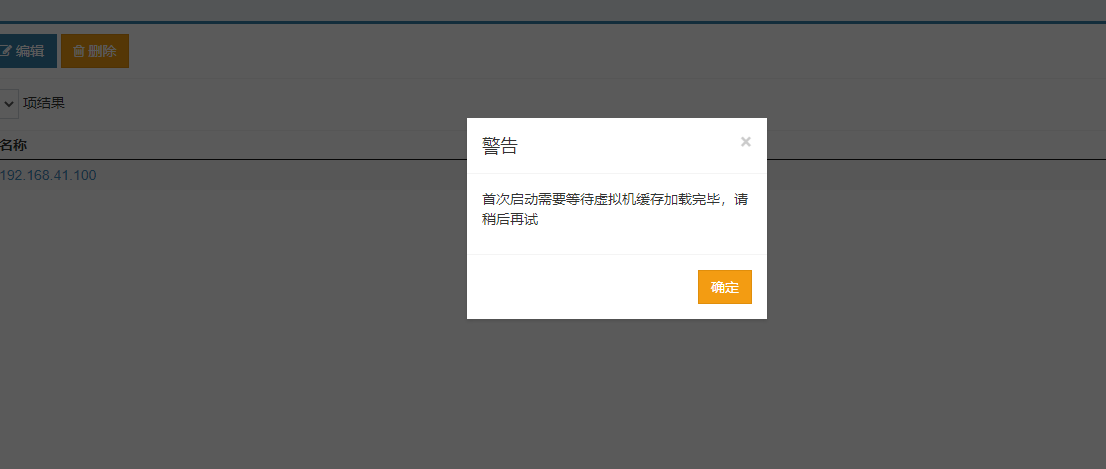 编辑 删除
项结果
名称
192.168.41.100
警告 ×
首次启动需要等待虚拟机缓存加载完毕，请
稍后再试
确定